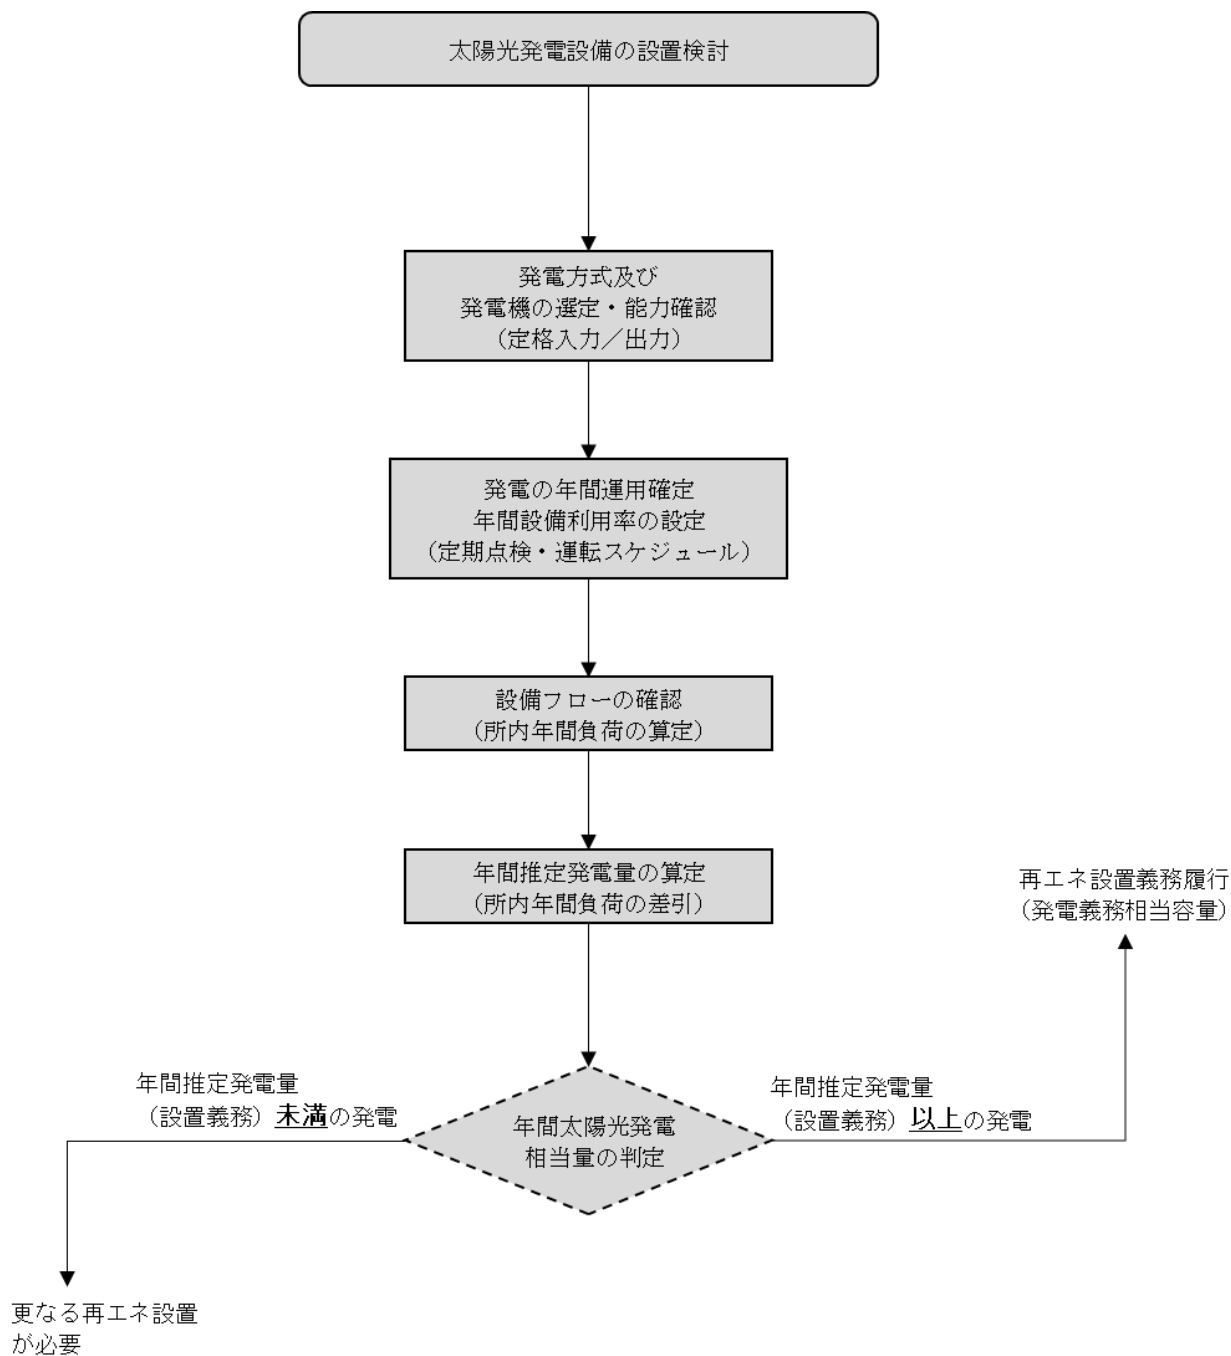 太陽光発電設備の設置検討
発電方式及び
発電機の選定・能力確認
（定格入力／出力）
発電の年間運用確定
年間設備利用率の設定
（定期点検・運転スケジュール）
設備フローの確認
（所内年間負荷の算定）
年間推定発電量の算定
（所内年間負荷の差引）
再エネ設置義務履行
（発電義務相当容量）
年間推定発電量
（設置義務）未満の発電
年間推定発電量
（設置義務）以上の発電
年間太陽光発電
相当量の判定
更なる再エネ設置
が必要